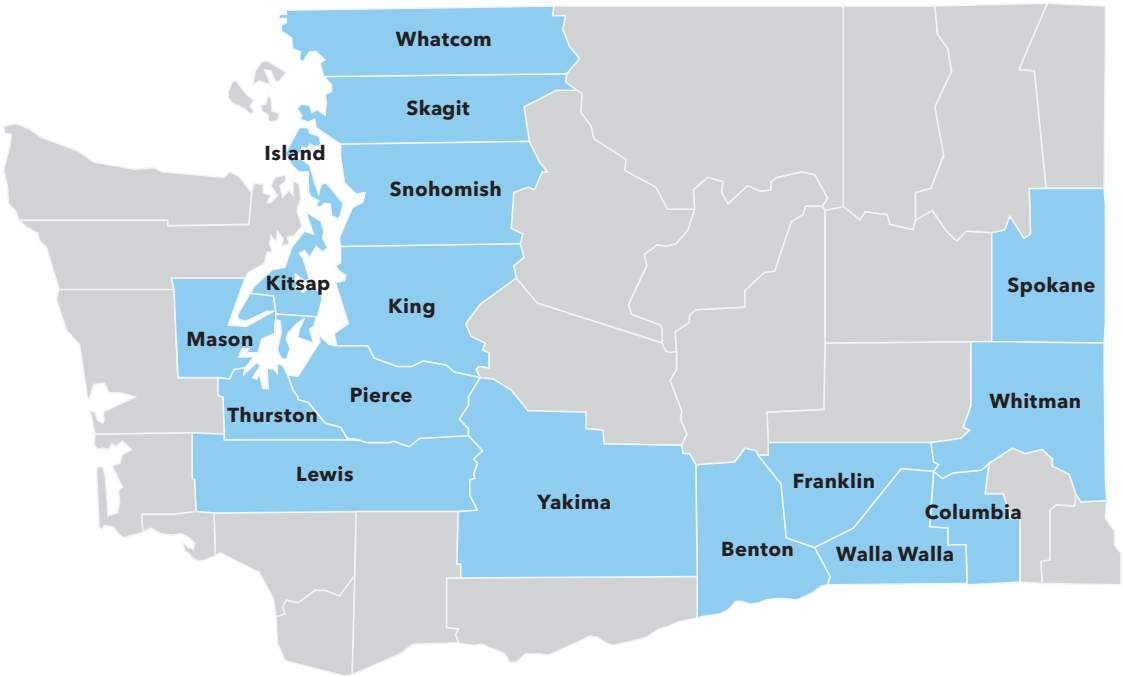 Whatcom
Skagit
Island
Snohomish
Kitsap
King
Spokane
Mason
Pierce
Whitman
Thurston
Lewis
Franklin
Yakima
Columbia
Benton
Walla Walla